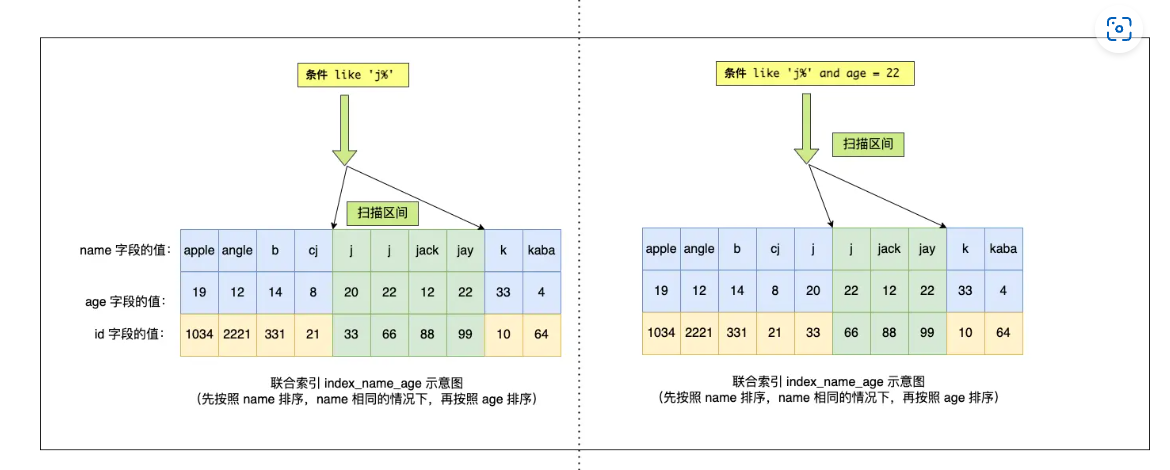 条件 like 'j%'
扫描区间
name 字段的值: apple angle b cj j j jack jay k kaba
age 字段的值: 19 12 14 8 20 22 12 22 33 4
id 字段的值: 1034 2221 331 21 33 66 88 99 10 64
联合索引 index_name_age 示意图
(先按照 name 排序，name 相同的情况下，再按照 age 排序)
条件 like 'j%' and age = 22
扫描区间
apple angle b cj j j jack jay k kaba
19 12 14 8 20 22 12 22 33 4
1034 2221 331 21 33 66 88 99 10 64
联合索引 index_name_age 示意图
(先按照 name 排序，name 相同的情况下，再按照 age 排序)